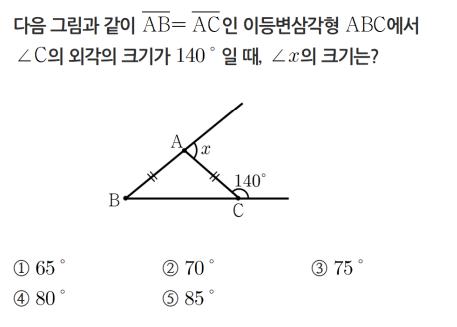 다음 그림과 같이 AB= AC인 이등변삼각형 ABC에서
∠C의 외각의 크기가 140°일 때, ∠x의 크기는?
A
x
140°
B
C
① 65° ② 70° ③ 75°
④ 80° ⑤ 85°